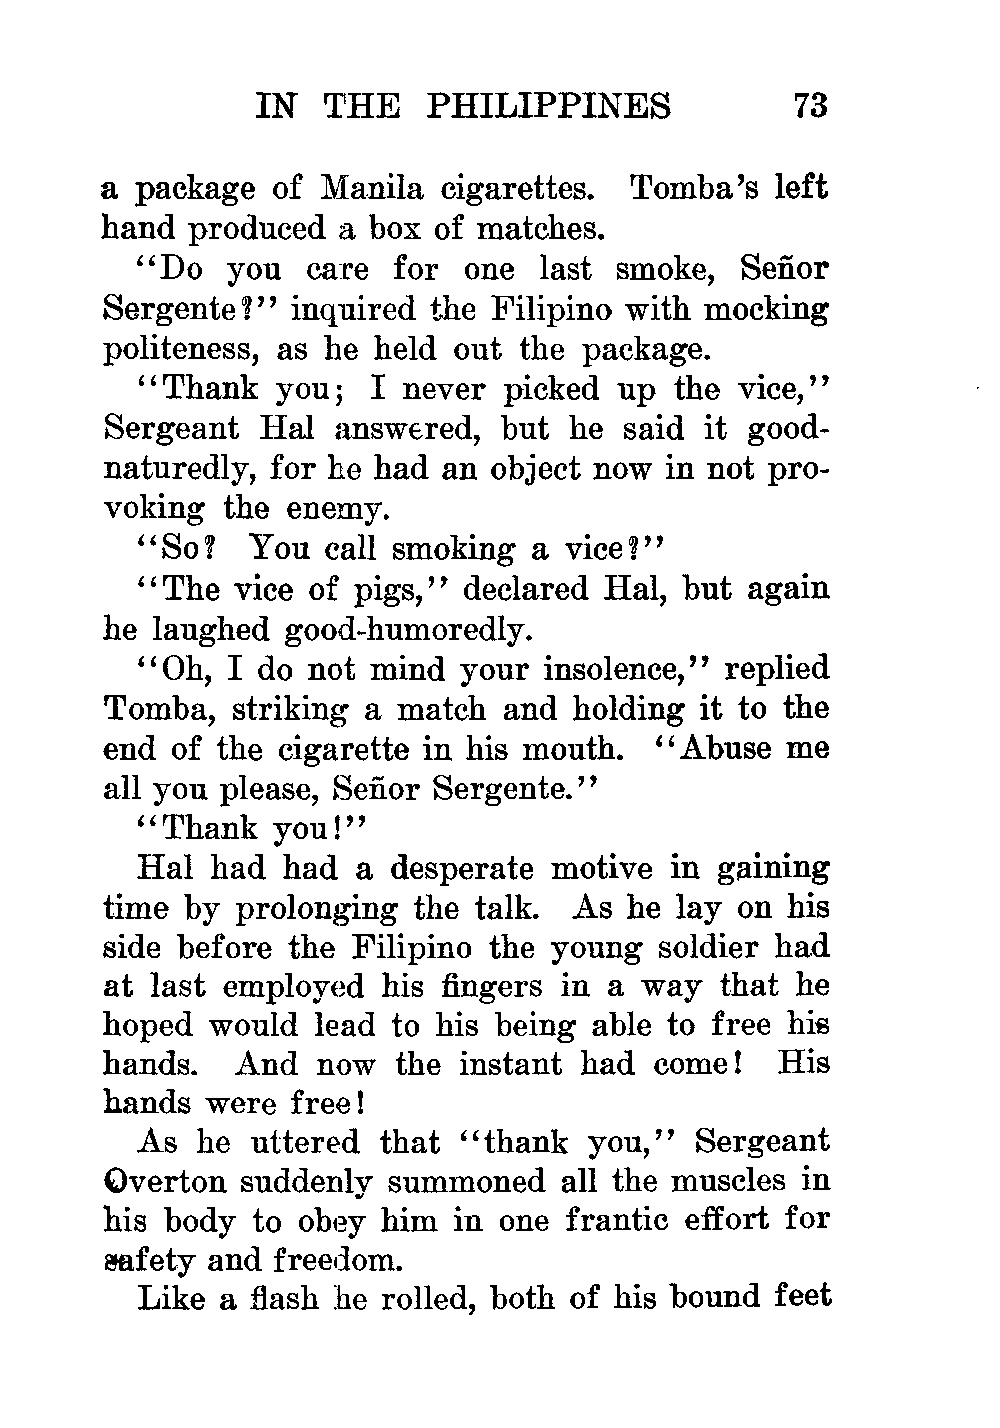 IN THE PHILIPPINES 73
a package of Manila cigarettes. Tomba's left
hand produced a box of matches.
"Do you care for one last smoke, Señor
Sergente?" inquired the Filipino with mocking
politeness, as he held out the package.
"Thank you; I never picked up the vice,"
Sergeant Hal answered, but he said it good-
naturedly, for he had an object now in not pro-
voking the enemy.
"So? You call smoking a vice?"
"The vice of pigs," declared Hal, but again
he laughed good-humoredly.
"Oh, I do not mind your insolence," replied
Tomba, striking a match and holding it to the
end of the cigarette in his mouth. "Abuse me
all you please, Señor Sergente."
"Thank you!"
Hal had had a desperate motive in gaining
time by prolonging the talk. As he lay on his
side before the Filipino the young soldier had
at last employed his fingers in a way that he
hoped would lead to his being able to free his
hands. And now the instant had come! His
hands were free!
As he uttered that "thank you," Sergeant
Overton suddenly summoned all the muscles in
his body to obey him in one frantic effort for
safety and freedom.
Like a flash he rolled, both of his bound feet